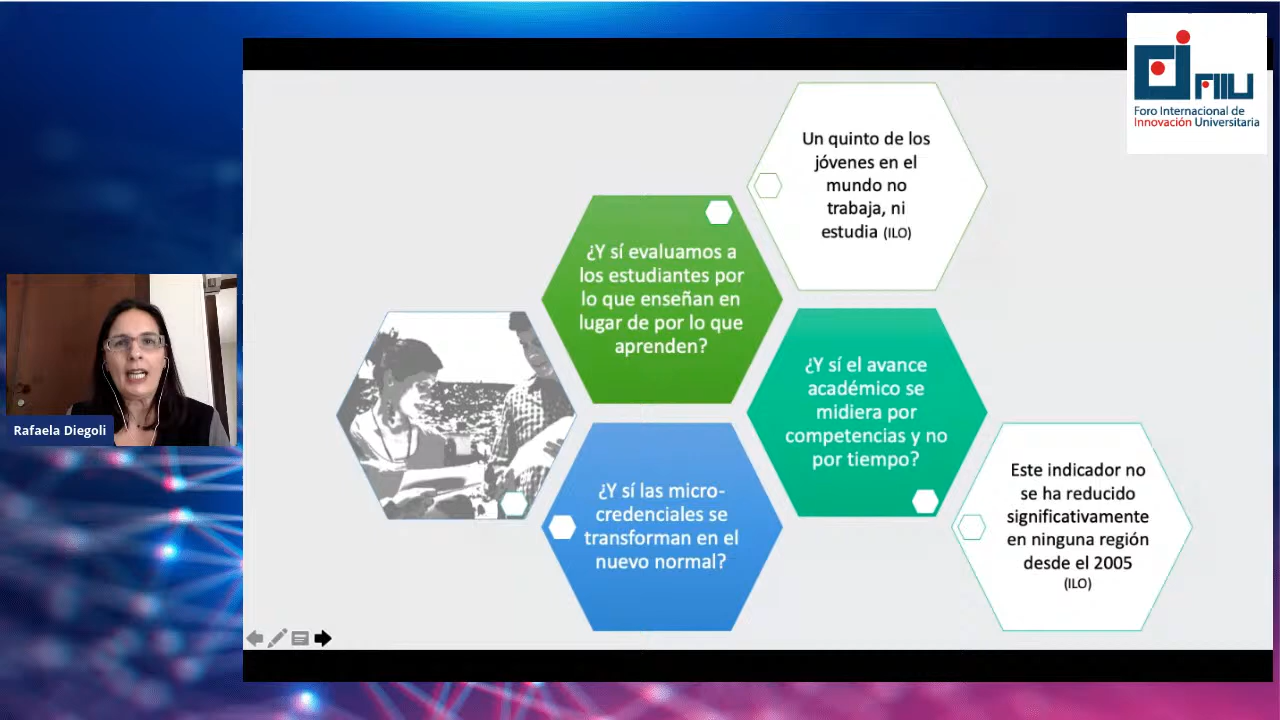 Foro Internacional de
Innovación Universitaria
Un quinto de los
jóvenes en el
mundo no
trabaja, ni
estudia (ILO)
¿Y sí evaluamos a
los estudiantes por
lo que enseñan en
lugar de por lo que
aprenden?
¿Y sí el avance
académico se
midiera por
competencias y no
por tiempo?
¿Y sí las micro-
credenciales se
transforman en el
nuevo normal?
Este indicador no
se ha reducido
significativamente
en ninguna región
desde el 2005
(ILO)
Rafaela Diegoli